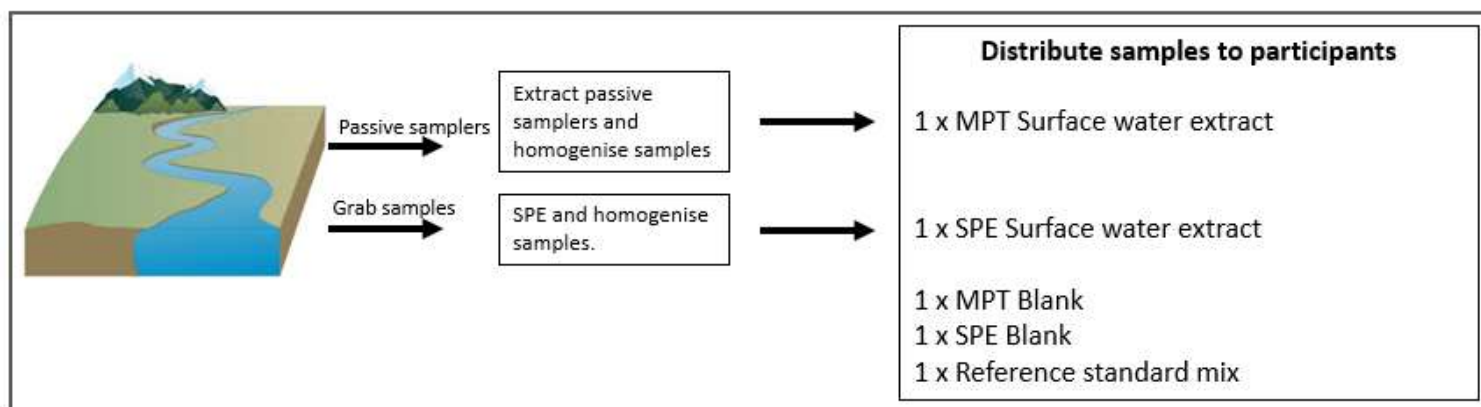 Passive samplers
Grab samples
Extract passive
samplers and
homogenise samples
SPE and homogenise
samples.
Distribute samples to participants
1 x MPT Surface water extract
1 x SPE Surface water extract
1 x MPT Blank
1 x SPE Blank
1 x Reference standard mix